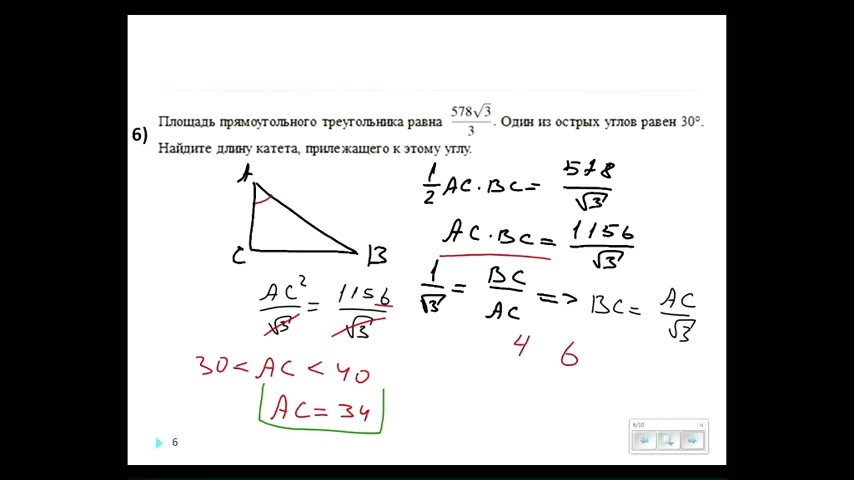 6) Площадь прямоугольного треугольника равна 578√3/3. Один из острых углов равен 30°.
Найдите длину катета, прилежащего к этому углу.
A
C
B
1/2 AC · BC = 578/√3
AC · BC = 1156/√3
1/√3 = BC/AC => BC = AC/√3
AC²/√3 = 1156/√3
4 6
30 < AC < 40
AC = 34
6
6/10